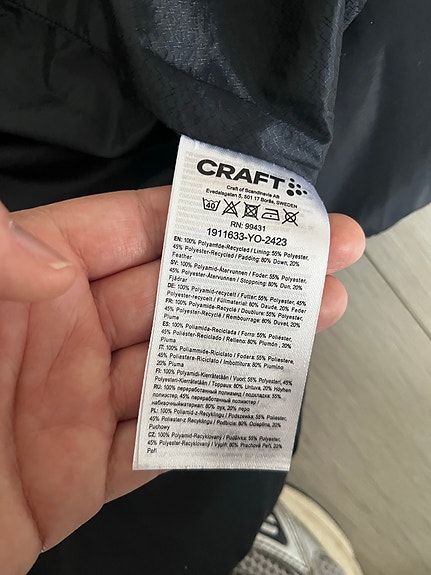 CRAFT
Craft of Scandinavia AB
Evedalsgatan 5, 501 17 Borås, SWEDEN
40
RN: 99431
1911633-YO-2423
EN: 100% Polyamide-Recycled / Lining: 55% Polyester,
45% Polyester-Recycled / Padding: 80% Down, 20%
Feather
SV: 100% Polyamid-Återvunnen / Foder: 55% Polyester,
45% Polyester-Återvunnen / Stoppning: 80% Dun, 20%
Fjädrar
DE: 100% Polyamid-recycelt / Futter: 55% Polyester, 45%
Polyester-recycelt / Füllmaterial: 80% Daune, 20% Feder
FR: 100% Polyamide-Recyclé / Doublure: 55% Polyester,
45% Polyester-Recyclé / Rembourrage: 80% Duvet, 20%
Plume
ES: 100% Poliamida-Reciclada / Forro: 55% Poliéster,
45% Poliéster-Reciclado / Relleno: 80% Plumón, 20%
Pluma
IT: 100% Poliammide-Riciclato / Fodera: 55% Poliestere,
45% Poliestere-Riciclato / Imbottitura: 80% Piumino
20% Piuma
FI: 100% Polyamidi-Kierrätetään / Vuori: 55% Polyesteri, 45%
Polyesteri-Kierrätetään / Toppaus: 80% Untuva, 20% Höyhen
RU: 100% переработанный полиамид / подкладка: 55%
полиэстер, 45% переработанный полиэстер /
набивочныйматериал: 80% пух, 20% перо
PL: 100% Poliamid-z Recyklingu / Podszewka: 55% Poliester,
45% Poliester-z Recyklingu / Podbicie: 80% Ocieplina, 20%
Puchowy
CZ: 100% Polyamid-Recyklovaný / Podšívka: 55% Polyester,
45% Polyester-Recyklovaný / Výplň: 80% Prachové Peří, 20%
Peří